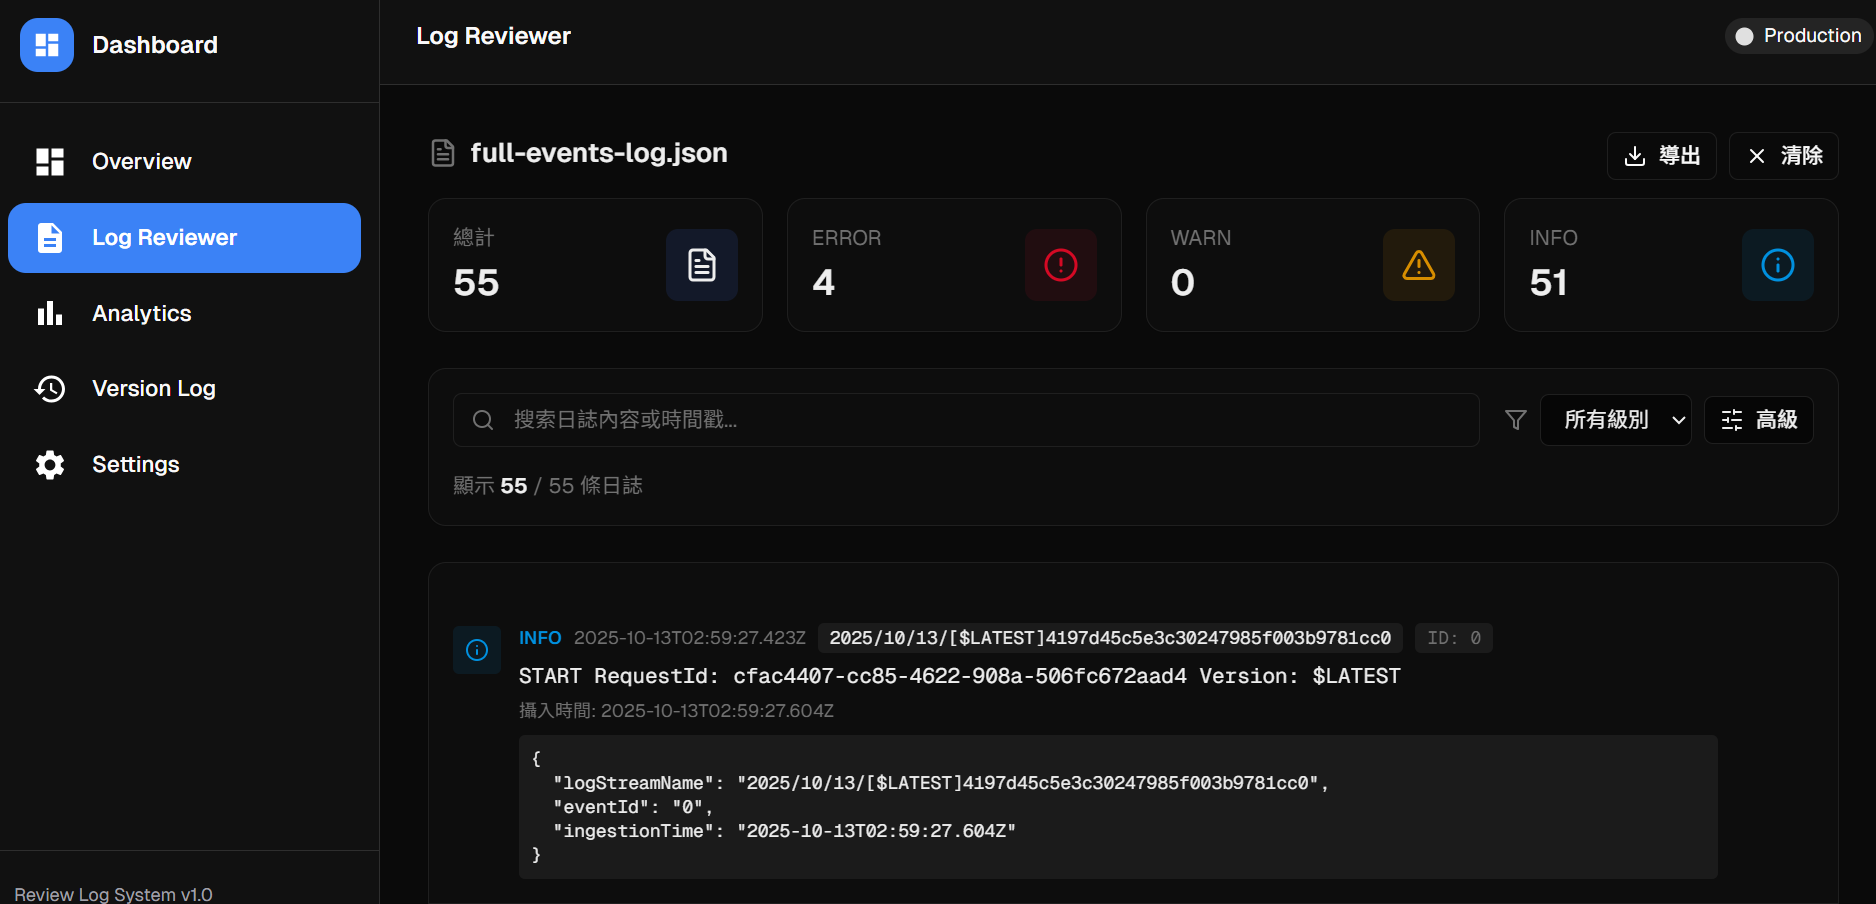 Dashboard
Overview
Log Reviewer
Analytics
Version Log
Settings
Review Log System v1.0
Log Reviewer
Production
full-events-log.json
導出
清除
總計
55
ERROR
4
WARN
0
INFO
51
搜索日誌內容或時間戳...
所有級別
高級
顯示 55 / 55 條日誌
INFO 2025-10-13T02:59:27.423Z 2025/10/13/[$LATEST]4197d45c5e3c30247985f003b9781cc0 ID: 0
START RequestId: cfac4407-cc85-4622-908a-506fc672aad4 Version: $LATEST
攝入時間: 2025-10-13T02:59:27.604Z
{
"logStreamName": "2025/10/13/[$LATEST]4197d45c5e3c30247985f003b9781cc0",
"eventId": "0",
"ingestionTime": "2025-10-13T02:59:27.604Z"
}